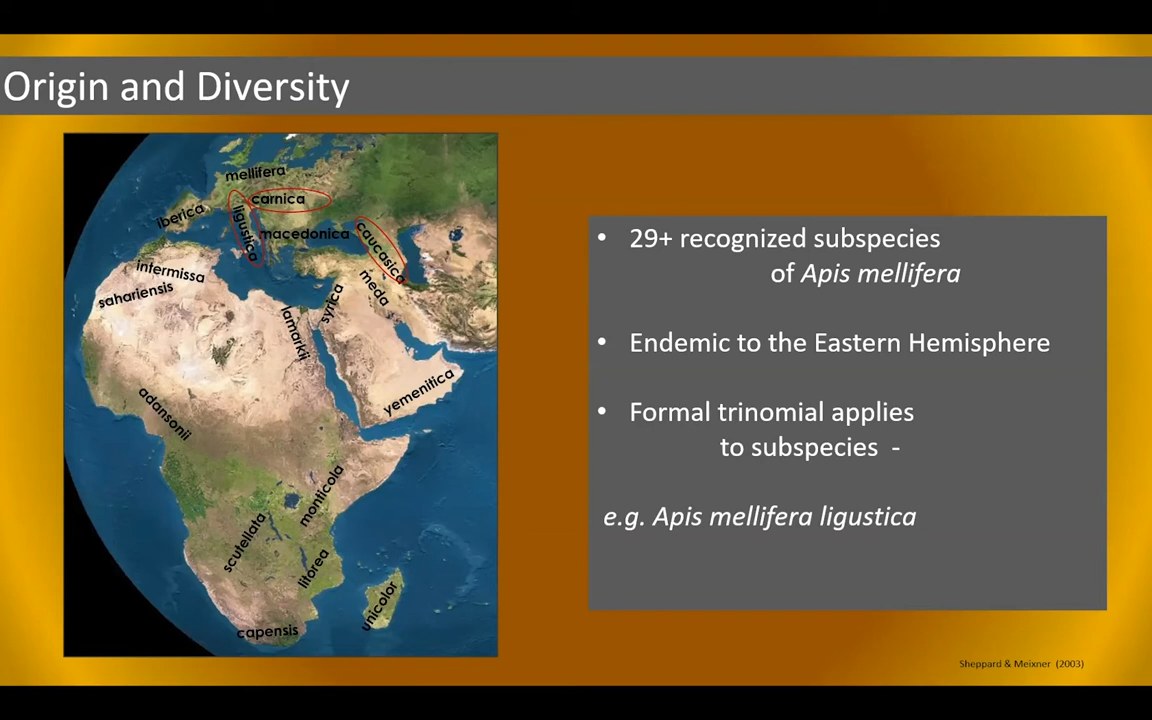 Origin and Diversity
mellifera
carnica
iberica
ligustica
macedonica
caucasica
intermissa
sahariensis
meda
syrica
lamarkii
yemenitica
adansonii
monticola
scutellata
litorea
unicolor
capensis
• 29+ recognized subspecies
of Apis mellifera
• Endemic to the Eastern Hemisphere
• Formal trinomial applies
to subspecies -
e.g. Apis mellifera ligustica
Sheppard & Meixner (2003)